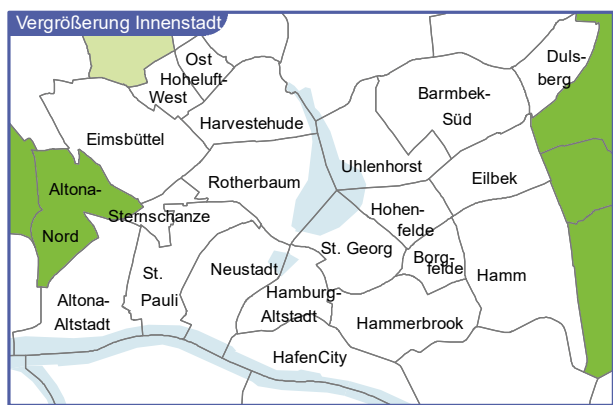 Vergrößerung Innenstadt
Ost
Hoheluft-
West
Duls-
berg
Barmbek-
Süd
Harvestehude
Eimsbüttel
Uhlenhorst
Eilbek
Rotherbaum
Altona-
Nord
Sternschanze
Hohen-
felde
St. Georg
Borg-
felde
Hamm
Neustadt
St.
Pauli
Hamburg-
Altstadt
Altona-
Altstadt
Hammerbrook
HafenCity